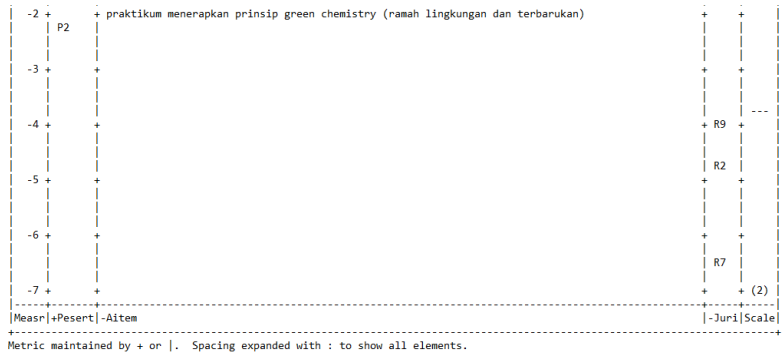 -2 + + praktikum menerapkan prinsip green chemistry (ramah lingkungan dan terbarukan) + +
| | P2 | | | |
-3 + + + +
| | | | | --- |
-4 + + + R9 +
| | | | R2 | |
-5 + + + +
-6 + + + +
| | | | R7 | |
-7 + + + + (2)
|Measr|+Pesert|-Aitem |-Juri|Scale|
Metric maintained by + or |. Spacing expanded with : to show all elements.